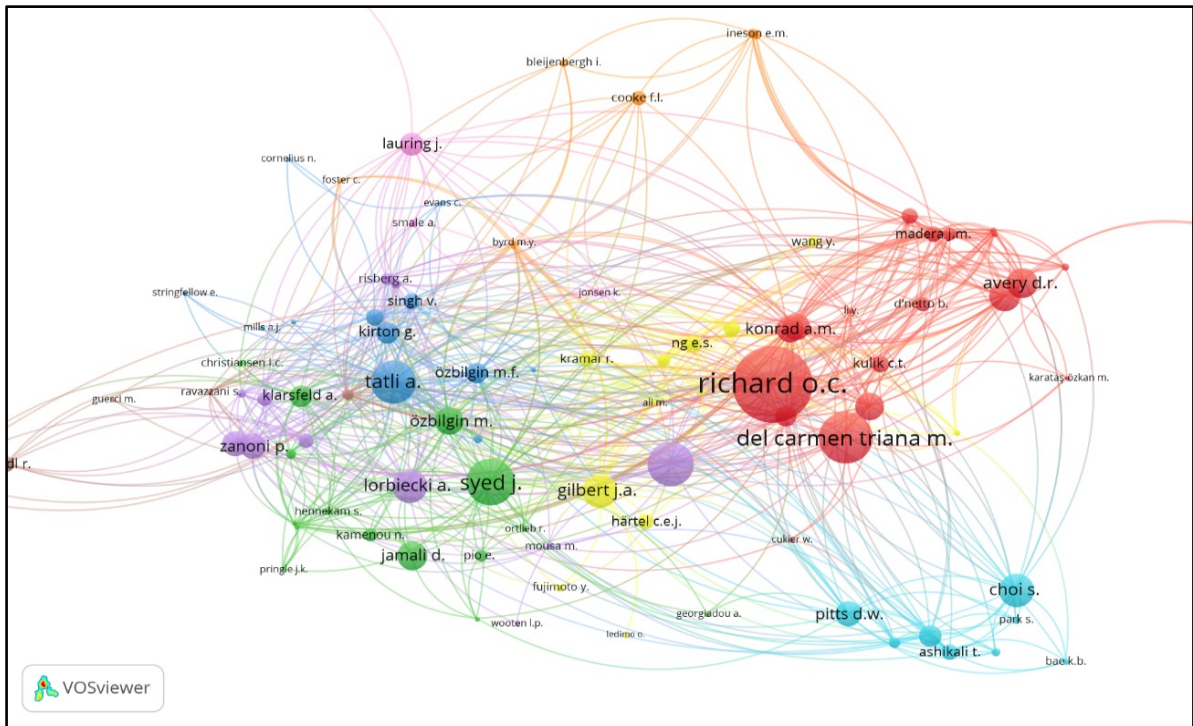 ineson e.m.
bleijenbergh i.
cooke f.l.
lauring j.
cornelius n.
foster c.
evans c.
smale a.
madera j.m.
wang y.
byrd m.y.
risberg a.
avery d.r.
stringfellow e.
singh v.
jonsen k.
d'netto b.
li y.
mills a.j.
kirton g.
konrad a.m.
ng e.s.
christiansen l.c.
kramar r.
kulik c.t.
tatli a.
özbilgin m.f.
richard o.c.
karataş-özkan m.
ravazzani s.
guerci m.
klarsfeld a.
ali m.
özbilgin m.
del carmen triana m.
zanoni p.
dl r.
lorbiecki a.
syed j.
gilbert j.a.
hennekam s.
härtel c.e.j.
kamenou n.
ortlieb r.
cukier w.
mousa m.
jamali d.
pio e.
pringle j.k.
fujimoto y.
choi s.
georgiadou a.
pitts d.w.
wooten l.p.
park s.
ledimo o.
ashikali t.
bae k.b.
VOSviewer